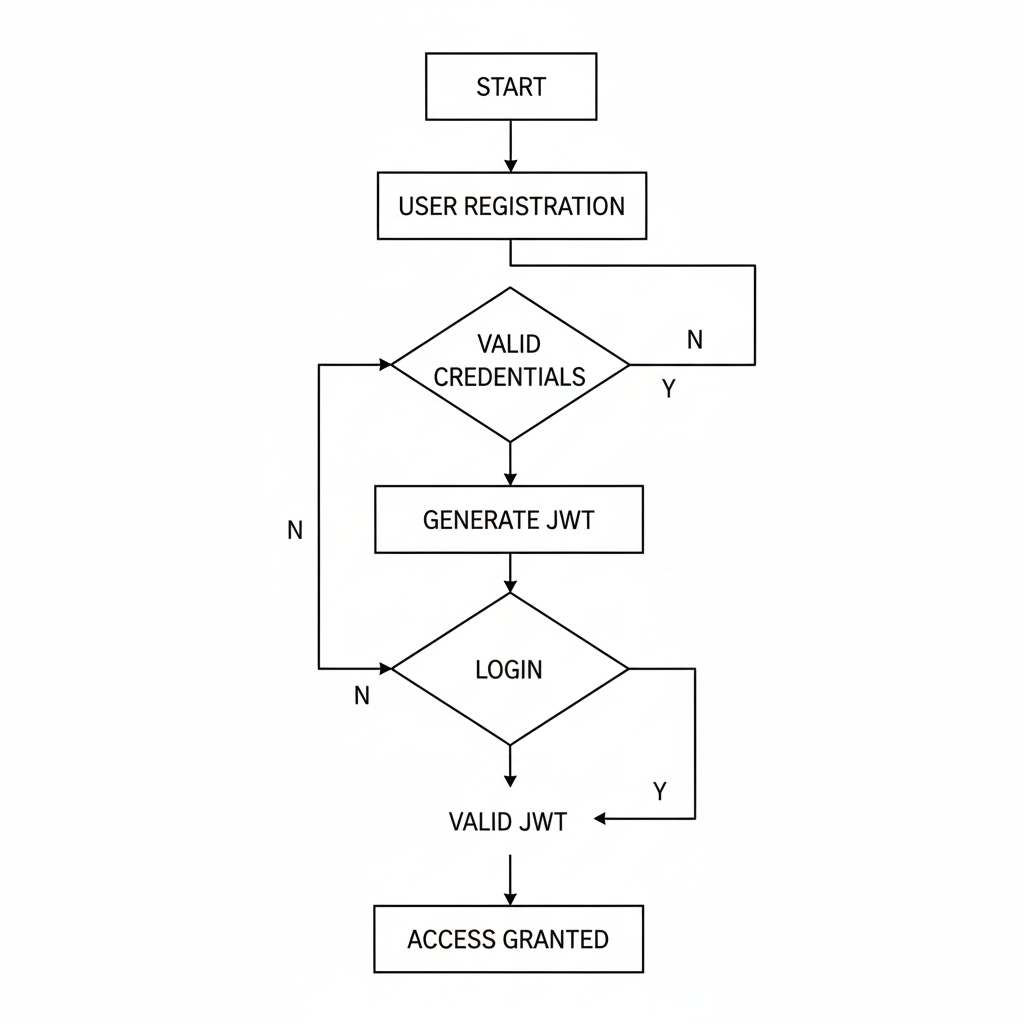 START
USER REGISTRATION
N
VALID
CREDENTIALS
Y
GENERATE JWT
N
LOGIN
N
Y
VALID JWT
ACCESS GRANTED